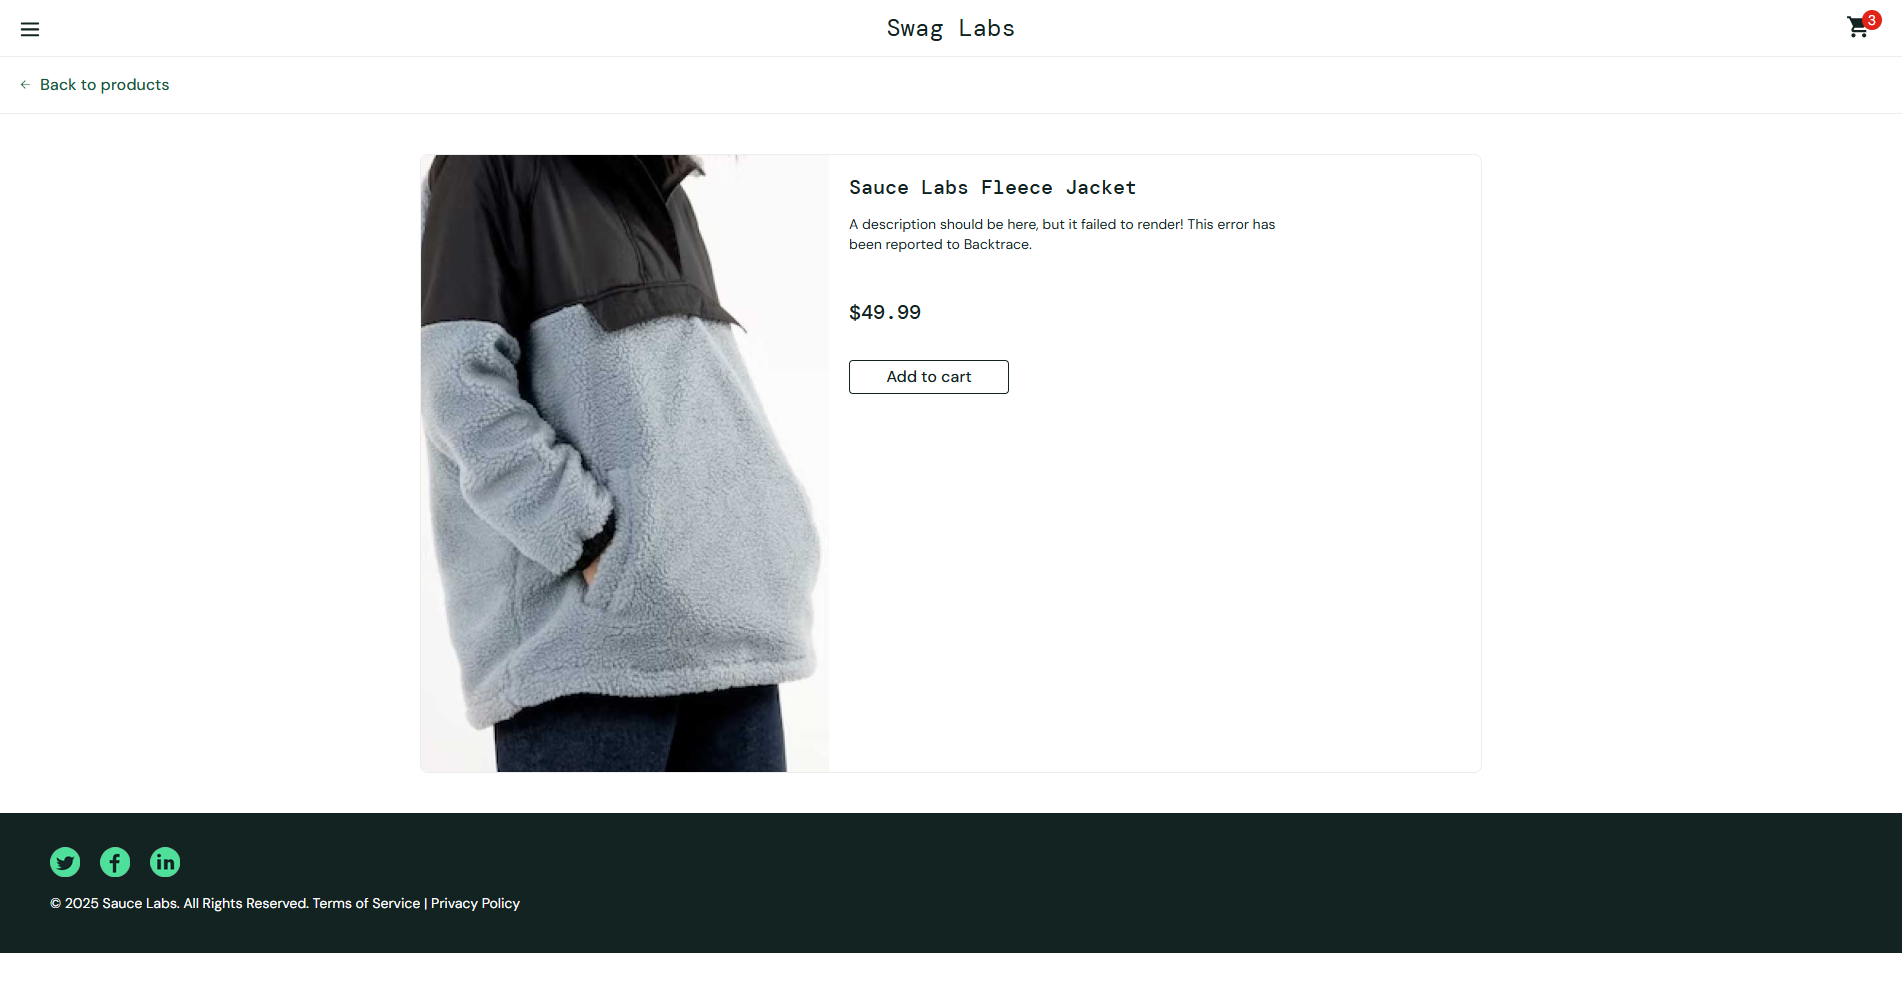 Swag Labs
3
Back to products
Sauce Labs Fleece Jacket
A description should be here, but it failed to render! This error has
been reported to Backtrace.
$49.99
Add to cart
© 2025 Sauce Labs. All Rights Reserved. Terms of Service | Privacy Policy